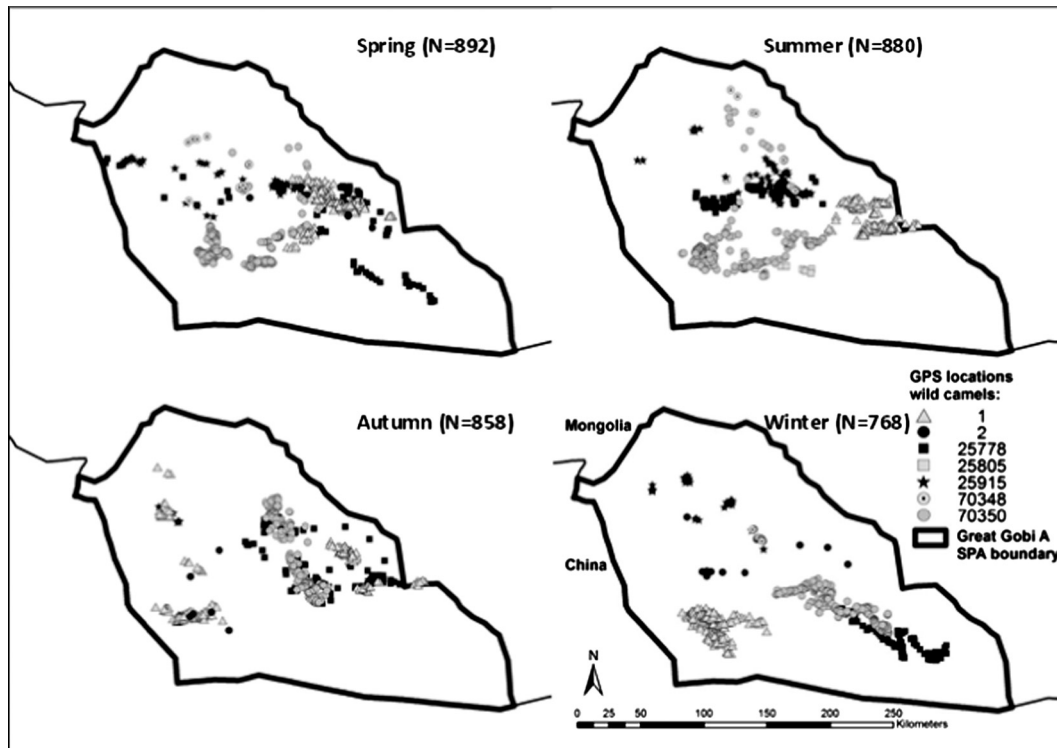 Spring (N=892)
Summer (N=880)
Autumn (N=858)
Mongolia
Winter (N=768)
China
GPS locations
wild camels:
1
2
25778
25805
25915
70348
70350
Great Gobi A
SPA boundary
N
0 25 50 100 150 200 250
Kilometers